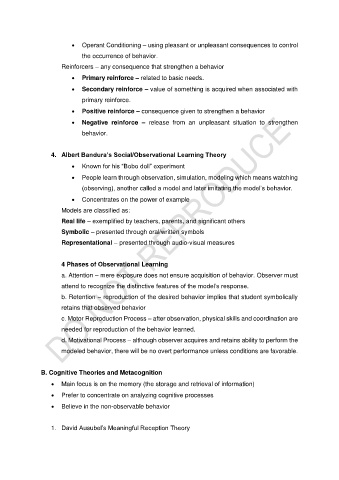 • Operant Conditioning – using pleasant or unpleasant consequences to control
the occurrence of behavior.
Reinforcers – any consequence that strengthen a behavior
• Primary reinforce – related to basic needs.
• Secondary reinforce – value of something is acquired when associated with
primary reinforce.
• Positive reinforce – consequence given to strengthen a behavior
• Negative reinforce – release from an unpleasant situation to strengthen
behavior.
4. Albert Bandura's Social/Observational Learning Theory
• Known for his "Bobo doll" experiment
• People learn through observation, simulation, modeling which means watching
(observing), another called a model and later imitating the model's behavior.
• Concentrates on the power of example
Models are classified as:
Real life – exemplified by teachers, parents, and significant others
Symbolic – presented through oral/written symbols
Representational – presented through audio-visual measures
4 Phases of Observational Learning
a. Attention – mere exposure does not ensure acquisition of behavior. Observer must
attend to recognize the distinctive features of the model's response.
b. Retention – reproduction of the desired behavior implies that student symbolically
retains that observed behavior
c. Motor Reproduction Process – after observation, physical skills and coordination are
needed for reproduction of the behavior learned.
d. Motivational Process – although observer acquires and retains ability to perform the
modeled behavior, there will be no overt performance unless conditions are favorable.
B. Cognitive Theories and Metacognition
• Main focus is on the memory (the storage and retrieval of information)
• Prefer to concentrate on analyzing cognitive processes
• Believe in the non-observable behavior
1. David Ausubel's Meaningful Reception Theory
DO NOT REPRODUCE